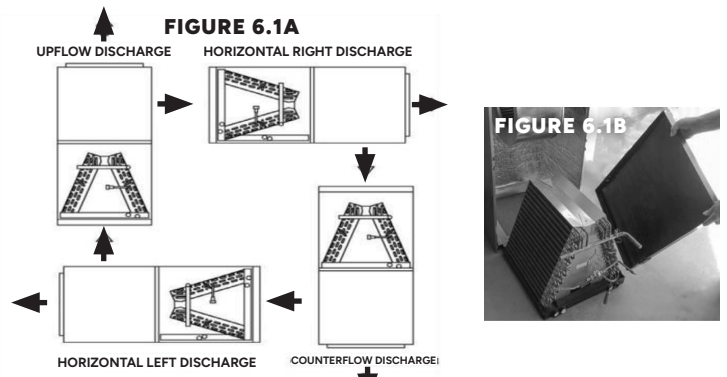 FIGURE 6.1A
UPFLOW DISCHARGE
HORIZONTAL RIGHT DISCHARGE
FIGURE 6.1B
HORIZONTAL LEFT DISCHARGE
COUNTERFLOW DISCHARGE